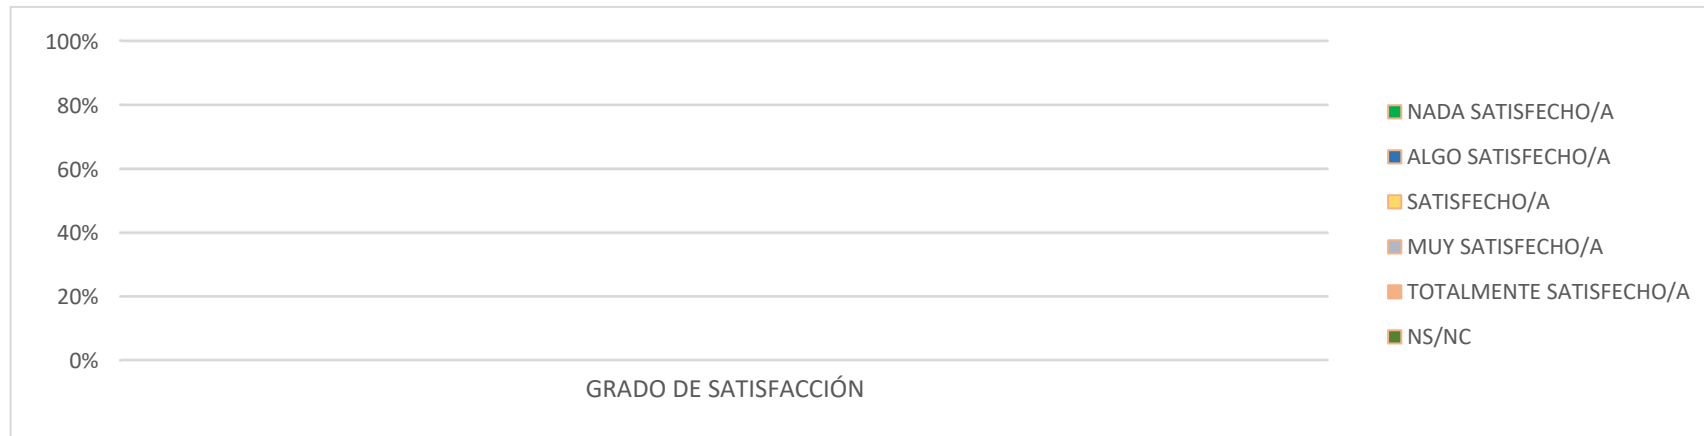 100%
80%
60%
40%
20%
0%
GRADO DE SATISFACCIÓN
NADA SATISFECHO/A
ALGO SATISFECHO/A
SATISFECHO/A
MUY SATISFECHO/A
TOTALMENTE SATISFECHO/A
NS/NC